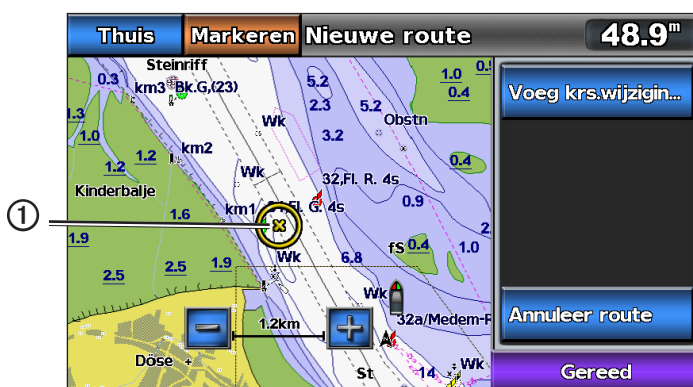 Thuis Markeren Nieuwe route 48.9m
Steinriff
0.3 km3 Bk.G,(23) 5.2 1.0
0.4
1.3 2.3 5.2
Wk Obstn
1.0 3.2
km2
1.2 1.2 Wk 0.4
32,Fl. R. 4s
Kinderbalje
km1 Fl. G. 4s 0.9
1.6
①
1.9 fS 0.4 1.0
Wk 6.8
2.5 2.5 1.9
Wk
1.2km 32a/Medem-R
Döse
St 14 Wk
Voeg krs.wijzigin...
Annuleer route
Gereed